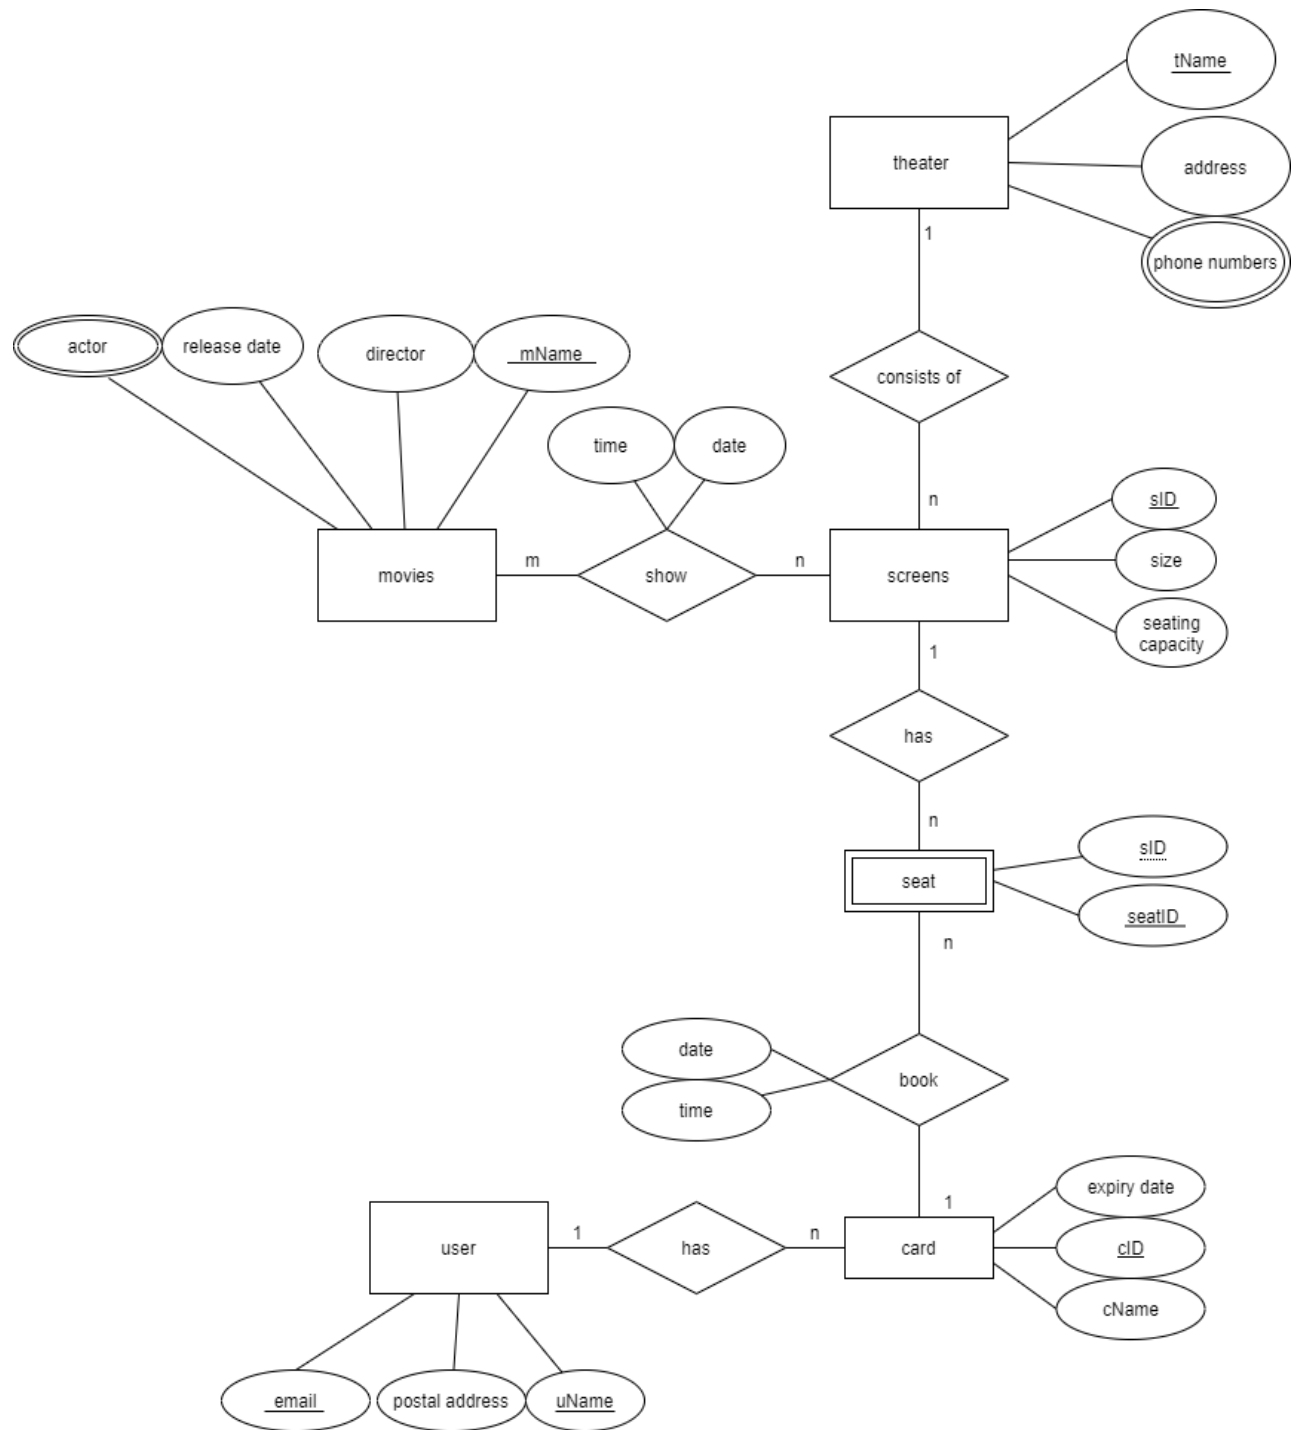 tName
theater
address
1
phone numbers
actor
release date
director
mName
consists of
time
date
n
sID
m
n
movies
show
screens
size
seating
capacity
1
has
n
sID
seat
seatID
n
date
book
time
expiry date
1
1
n
user
has
card
cID
cName
email
postal address
uName